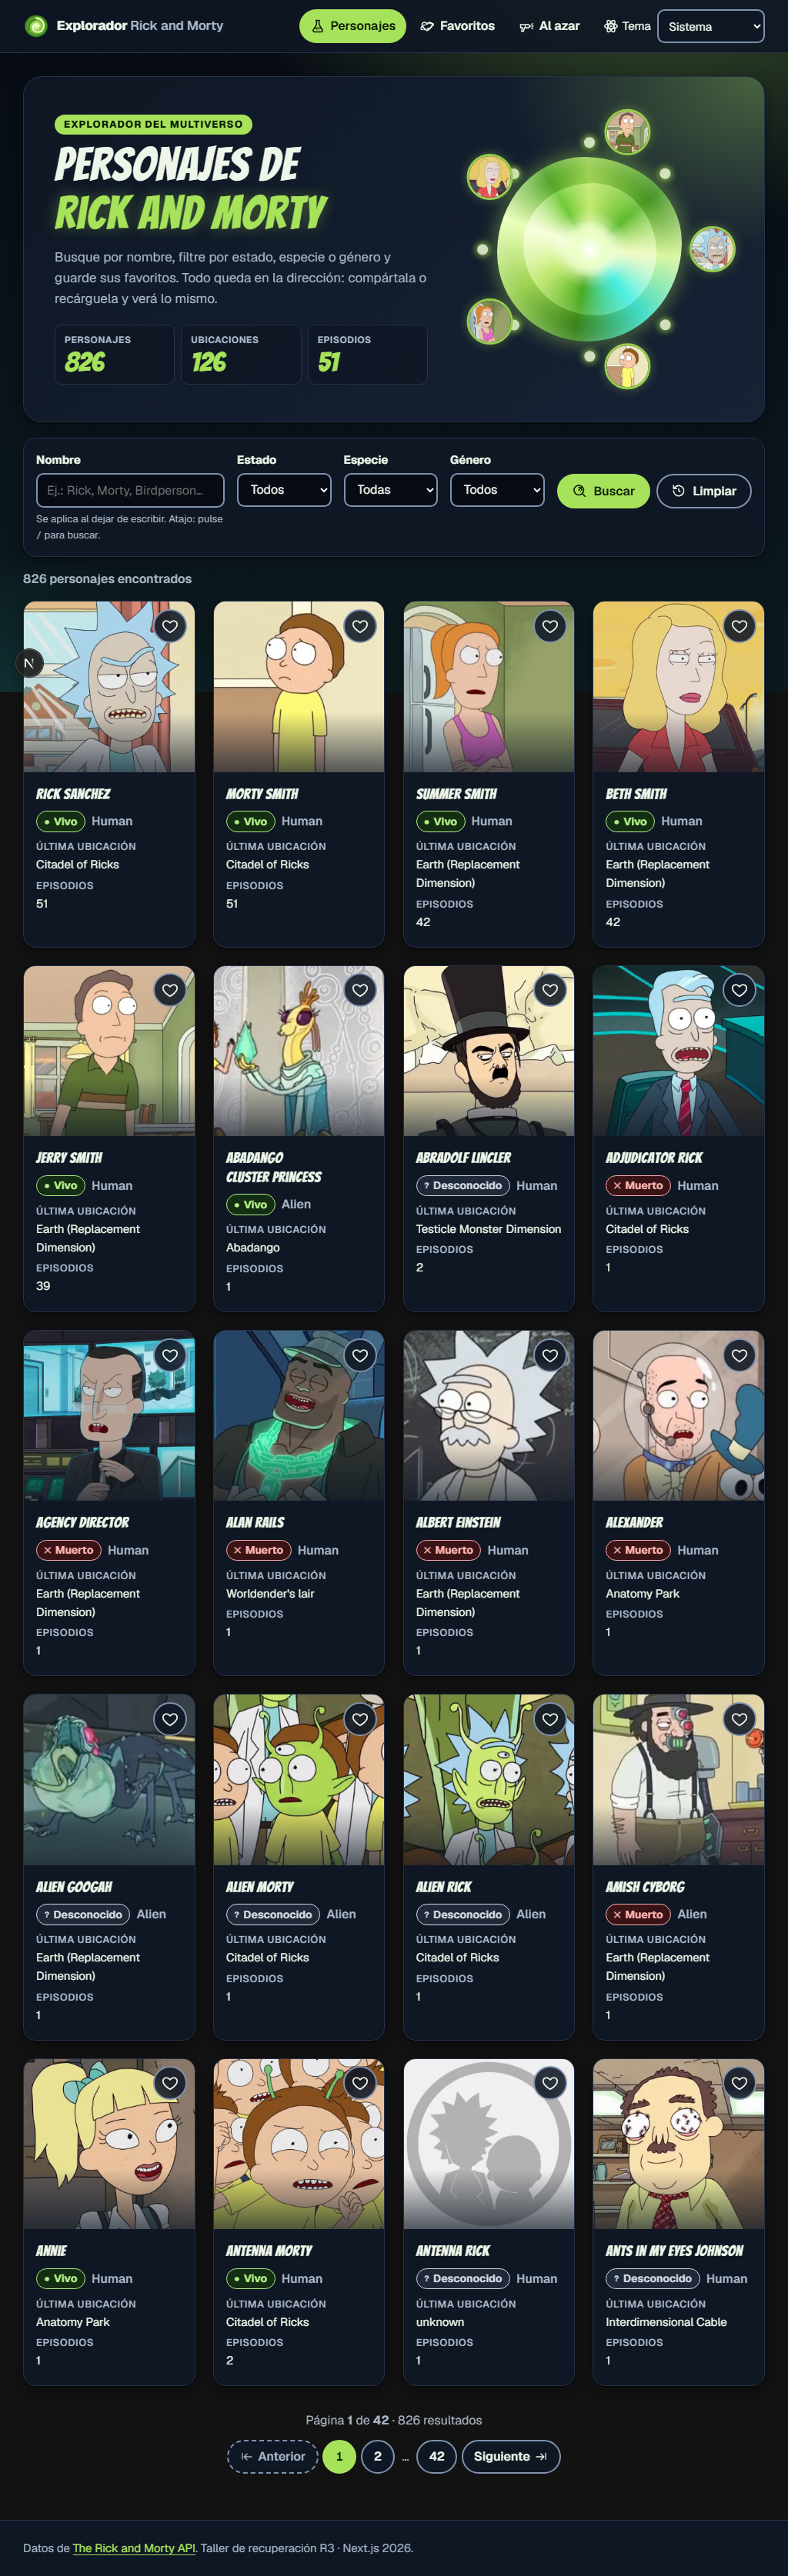 Explorador Rick and Morty
Personajes
Favoritos
Al azar
Tema
Sistema
EXPLORADOR DEL MULTIVERSO
PERSONAJES DE
RICK AND MORTY
Busque por nombre, filtre por estado, especie o género y
guarde sus favoritos. Todo queda en la dirección: compártala o
recárguela y verá lo mismo.
PERSONAJES
826
UBICACIONES
126
EPISODIOS
51
Nombre
Ej.: Rick, Morty, Birdperson...
Se aplica al dejar de escribir. Atajo: pulse
/ para buscar.
Estado
Todos
Especie
Todas
Género
Todos
Buscar
Limpiar
826 personajes encontrados
N
RICK SANCHEZ
Vivo Human
ÚLTIMA UBICACIÓN
Citadel of Ricks
EPISODIOS
51
MORTY SMITH
Vivo Human
ÚLTIMA UBICACIÓN
Citadel of Ricks
EPISODIOS
51
SUMMER SMITH
Vivo Human
ÚLTIMA UBICACIÓN
Earth (Replacement
Dimension)
EPISODIOS
42
BETH SMITH
Vivo Human
ÚLTIMA UBICACIÓN
Earth (Replacement
Dimension)
EPISODIOS
42
JERRY SMITH
Vivo Human
ÚLTIMA UBICACIÓN
Earth (Replacement
Dimension)
EPISODIOS
39
ABADANGO
CLUSTER PRINCESS
Vivo Alien
ÚLTIMA UBICACIÓN
Abadango
EPISODIOS
1
ABRADOLF LINCLER
? Desconocido Human
ÚLTIMA UBICACIÓN
Testicle Monster Dimension
EPISODIOS
2
ADJUDICATOR RICK
× Muerto Human
ÚLTIMA UBICACIÓN
Citadel of Ricks
EPISODIOS
1
AGENCY DIRECTOR
× Muerto Human
ÚLTIMA UBICACIÓN
Earth (Replacement
Dimension)
EPISODIOS
1
ALAN RAILS
× Muerto Human
ÚLTIMA UBICACIÓN
Worldender's lair
EPISODIOS
1
ALBERT EINSTEIN
× Muerto Human
ÚLTIMA UBICACIÓN
Earth (Replacement
Dimension)
EPISODIOS
1
ALEXANDER
× Muerto Human
ÚLTIMA UBICACIÓN
Anatomy Park
EPISODIOS
1
ALIEN GOOGAH
? Desconocido Alien
ÚLTIMA UBICACIÓN
Earth (Replacement
Dimension)
EPISODIOS
1
ALIEN MORTY
? Desconocido Alien
ÚLTIMA UBICACIÓN
Citadel of Ricks
EPISODIOS
1
ALIEN RICK
? Desconocido Alien
ÚLTIMA UBICACIÓN
Citadel of Ricks
EPISODIOS
1
AMISH CYBORG
× Muerto Alien
ÚLTIMA UBICACIÓN
Earth (Replacement
Dimension)
EPISODIOS
1
ANNIE
Vivo Human
ÚLTIMA UBICACIÓN
Anatomy Park
EPISODIOS
1
ANTENNA MORTY
Vivo Human
ÚLTIMA UBICACIÓN
Citadel of Ricks
EPISODIOS
2
ANTENNA RICK
? Desconocido Human
ÚLTIMA UBICACIÓN
unknown
EPISODIOS
1
ANTS IN MY EYES JOHNSON
? Desconocido Human
ÚLTIMA UBICACIÓN
Interdimensional Cable
EPISODIOS
1
Página 1 de 42 · 826 resultados
Anterior 1 2 ... 42 Siguiente
Datos de The Rick and Morty API. Taller de recuperación R3 · Next.js 2026.